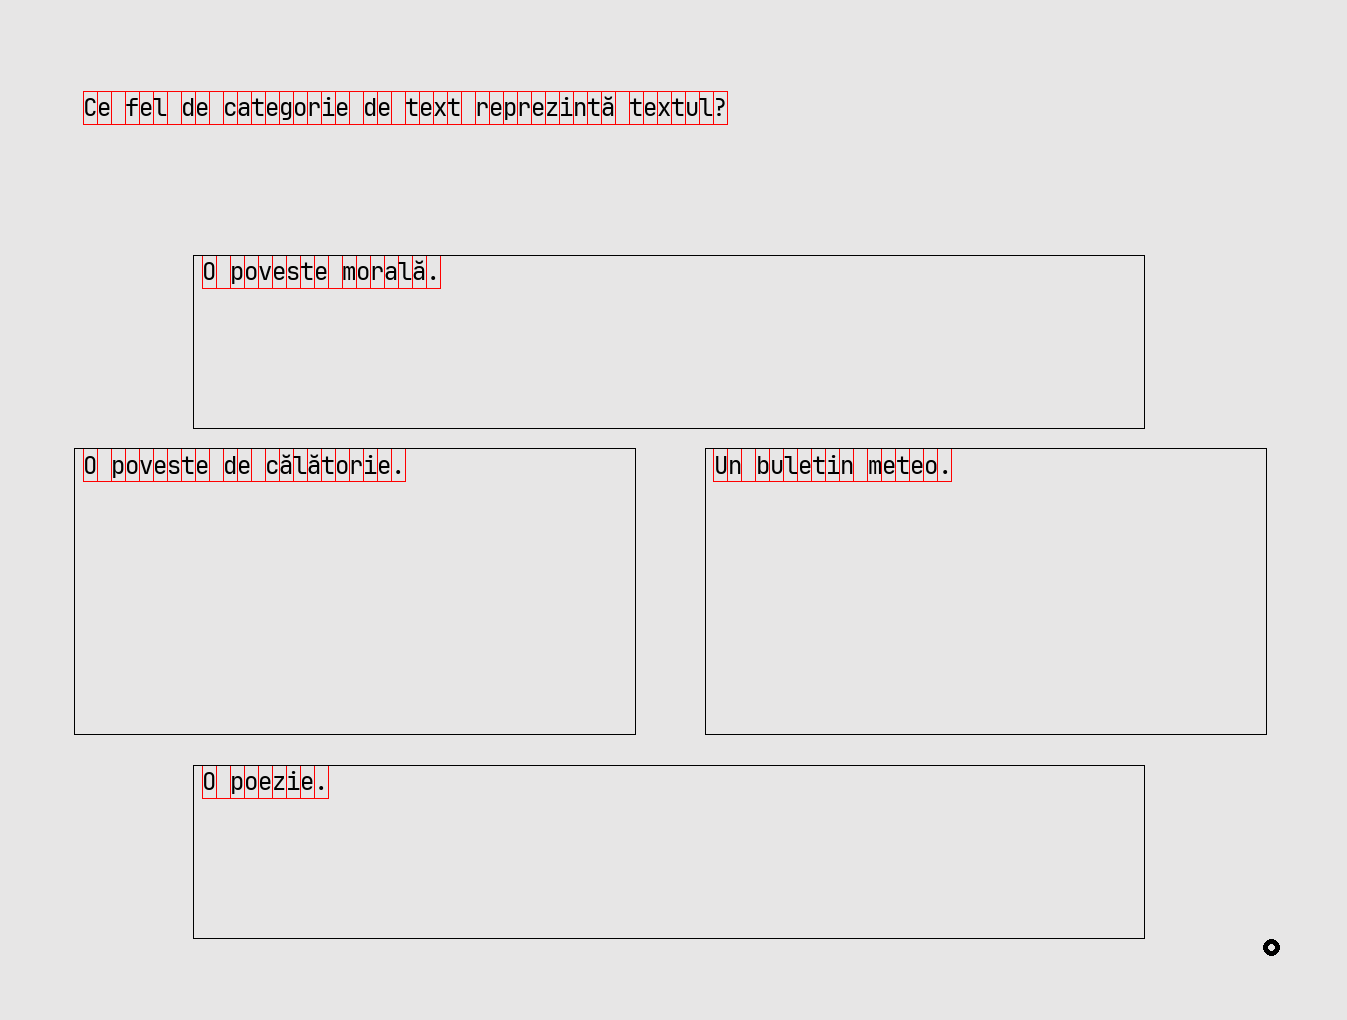 Ce fel de categorie de text reprezintă textul?
O poveste morală.
O poveste de călătorie.
Un buletin meteo.
O poezie.